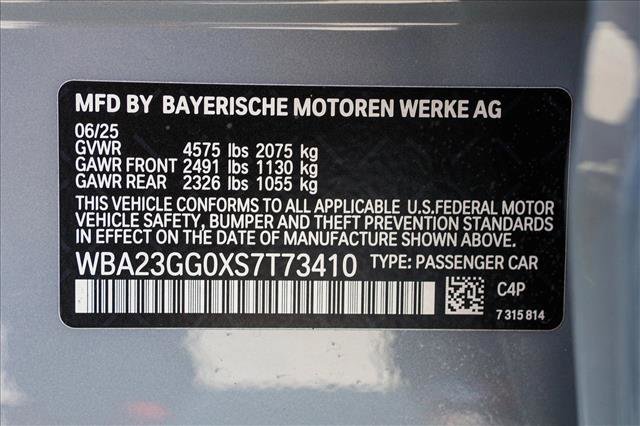 MFD BY BAYERISCHE MOTOREN WERKE AG
06/25
GVWR 4575 lbs 2075 kg
GAWR FRONT 2491 lbs 1130 kg
GAWR REAR 2326 lbs 1055 kg
THIS VEHICLE CONFORMS TO ALL APPLICABLE U.S.FEDERAL MOTOR
VEHICLE SAFETY, BUMPER AND THEFT PREVENTION STANDARDS
IN EFFECT ON THE DATE OF MANUFACTURE SHOWN ABOVE.
WBA23GG0XS7T73410 TYPE: PASSENGER CAR
C4P
7 315 814